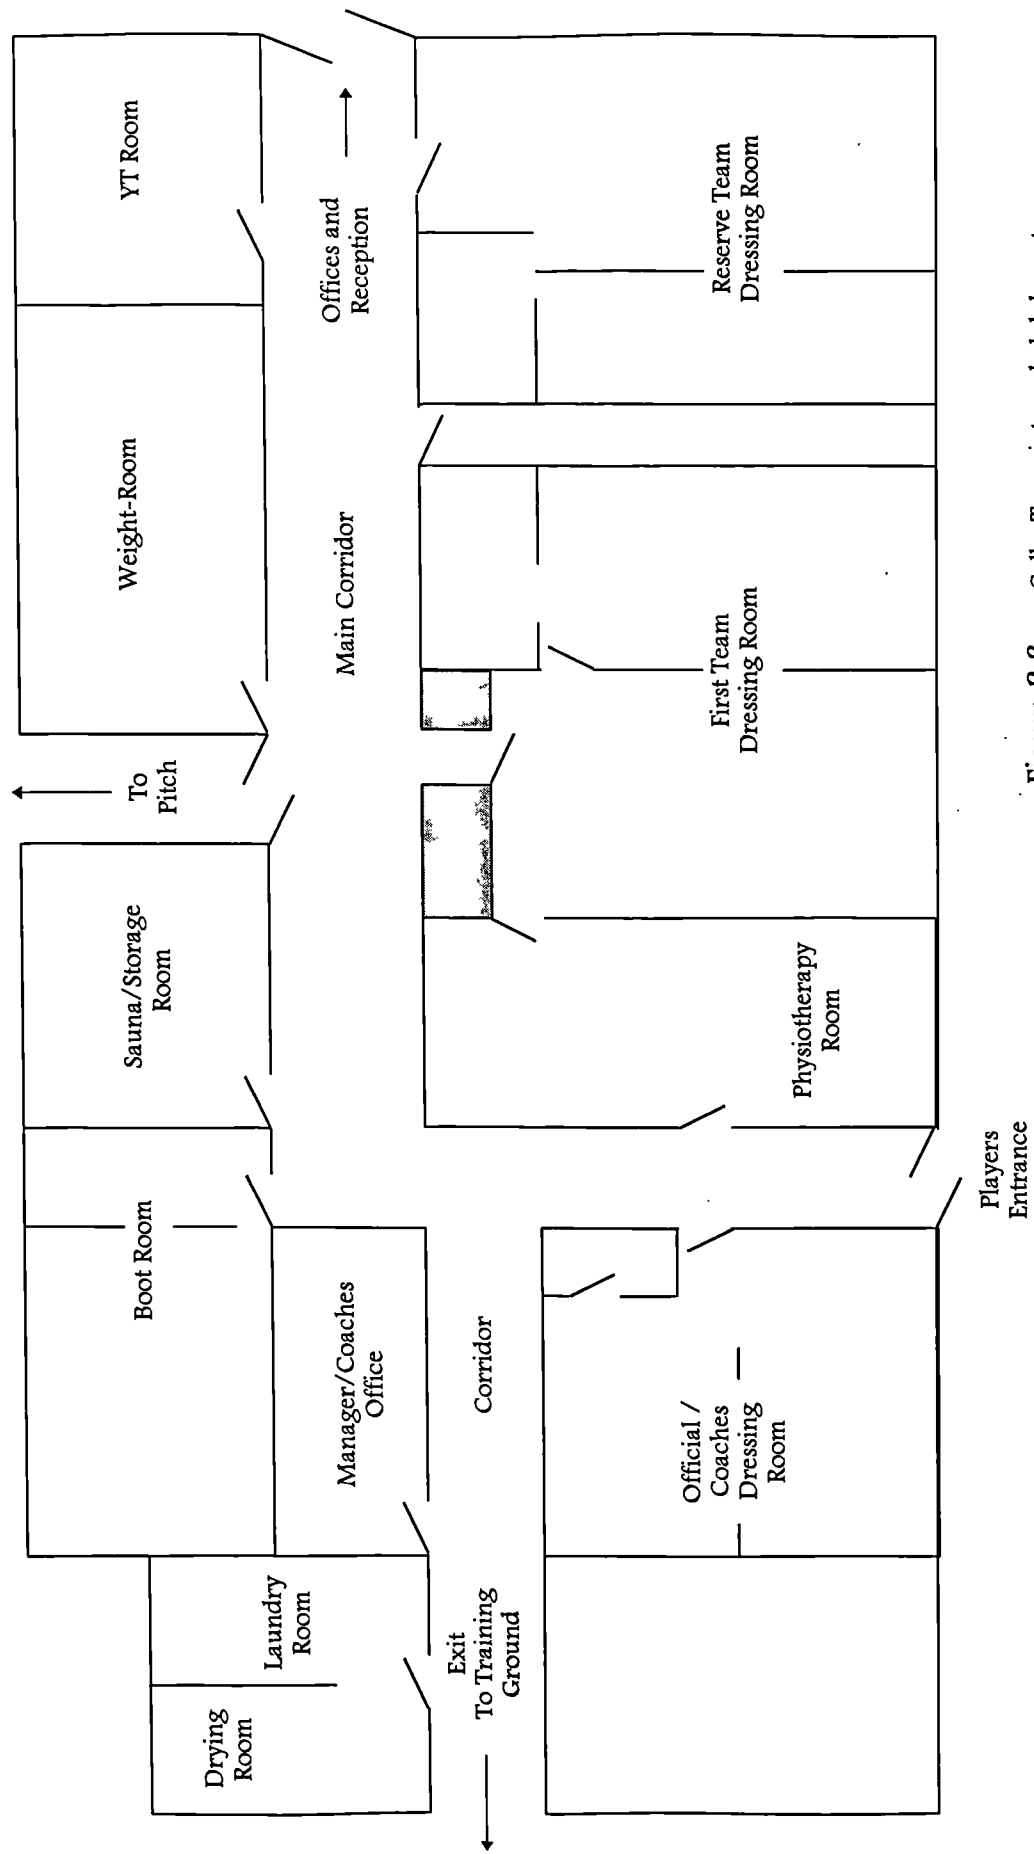 Drying
Room
Laundry
Room
Boot Room
Sauna/Storage
Room
To
Pitch
Weight-Room
YT Room
Manager/Coaches
Office
Main Corridor
Offices and
Reception
Exit
To Training
Ground
Corridor
Official /
Coaches
Dressing
Room
Physiotherapy
Room
First Team
Dressing Room
Reserve Team
Dressing Room
Players
Entrance